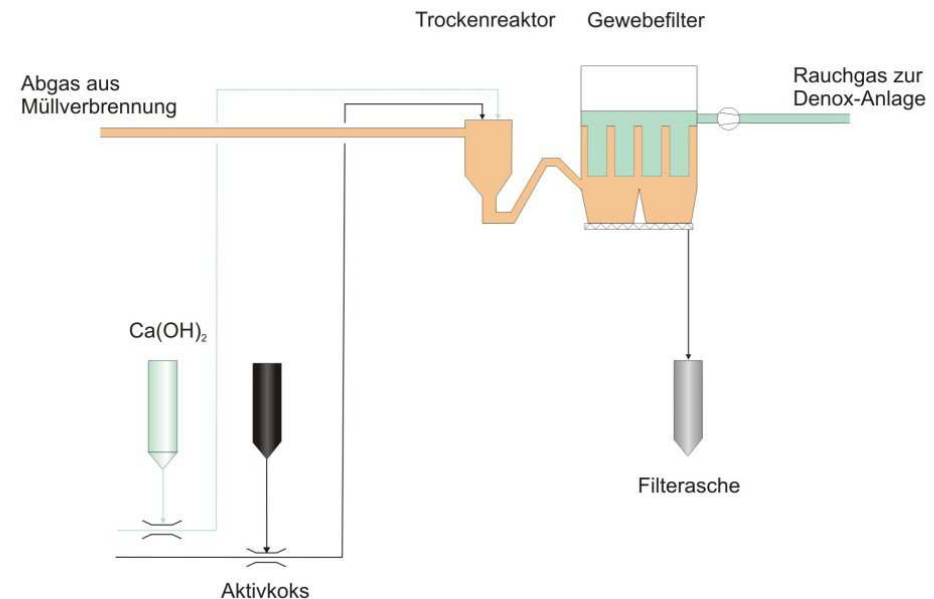 Trockenreaktor
Gewebefilter
Abgas aus
Müllverbrennung
Rauchgas zur
Denox-Anlage
Ca(OH)₂
Filterasche
Aktivkoks